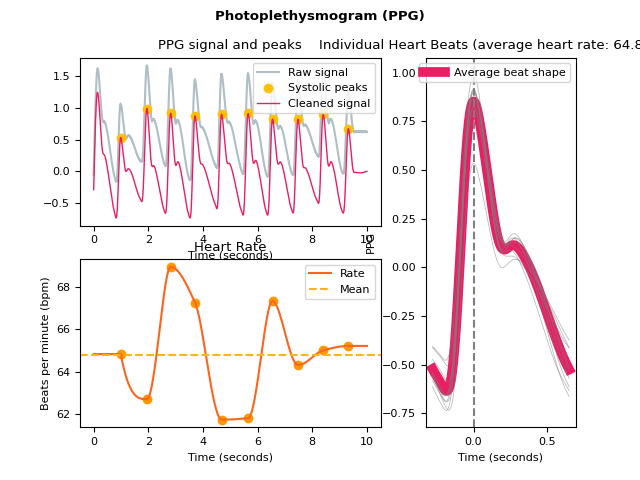 Photoplethysmogram (PPG)
PPG signal and peaks
Individual Heart Beats (average heart rate: 64.8
Raw signal
Systolic peaks
Cleaned signal
1.5
1.0
0.5
0.0
−0.5
0 2 4 6 8 10
Time (seconds)
Heart Rate
Rate
Mean
Beats per minute (bpm)
68
66
64
62
0 2 4 6 8 10
Time (seconds)
Average beat shape
PPG
1.00
0.75
0.50
0.25
0.00
−0.25
−0.50
−0.75
0.0 0.5
Time (seconds)